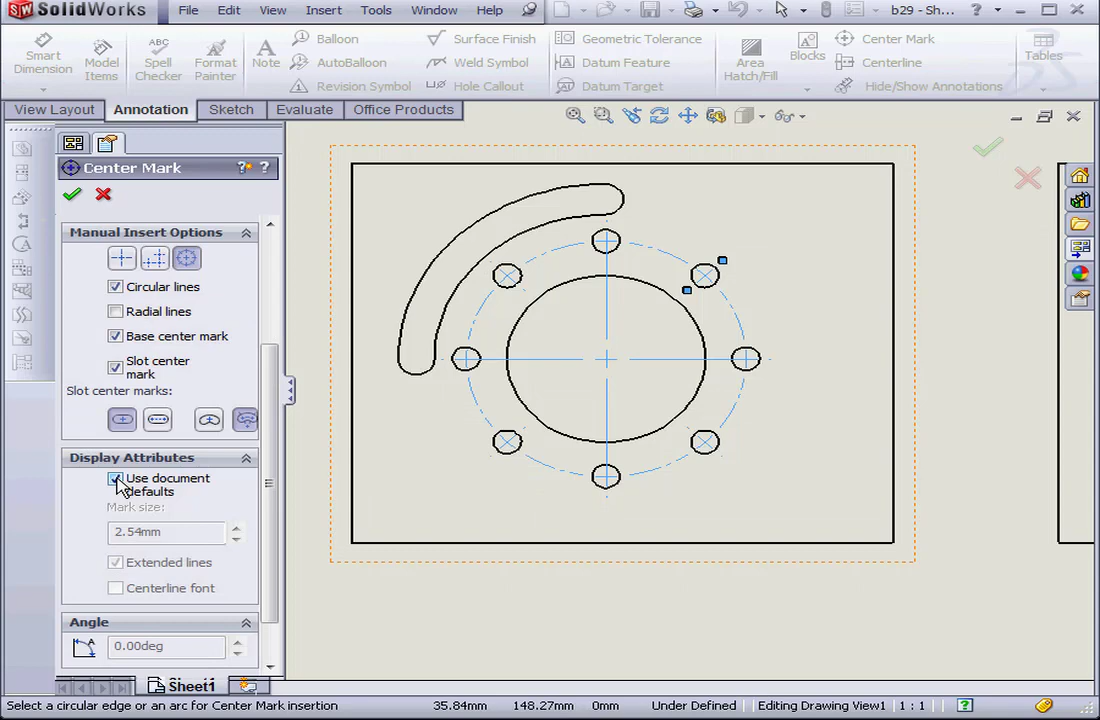 SW SolidWorks File Edit View Insert Tools Window Help b29 - Sh... ?
Smart Dimension
Model Items
ABC Spell Checker
Format Painter
A Note
Balloon
AutoBalloon
Revision Symbol
Surface Finish
Weld Symbol
Hole Callout
Geometric Tolerance
Datum Feature
Datum Target
Area Hatch/Fill
Blocks
Center Mark
Centerline
Hide/Show Annotations
Tables
View Layout Annotation Sketch Evaluate Office Products
Center Mark ? ?
Manual Insert Options
Circular lines
Radial lines
Base center mark
Slot center
mark
Slot center marks:
Display Attributes
Use document
defaults
Mark size:
2.54mm
Extended lines
Centerline font
Angle
A 0.00deg
Sheet1
Select a circular edge or an arc for Center Mark insertion 35.84mm 148.27mm 0mm Under Defined Editing Drawing View1 1 : 1 ?